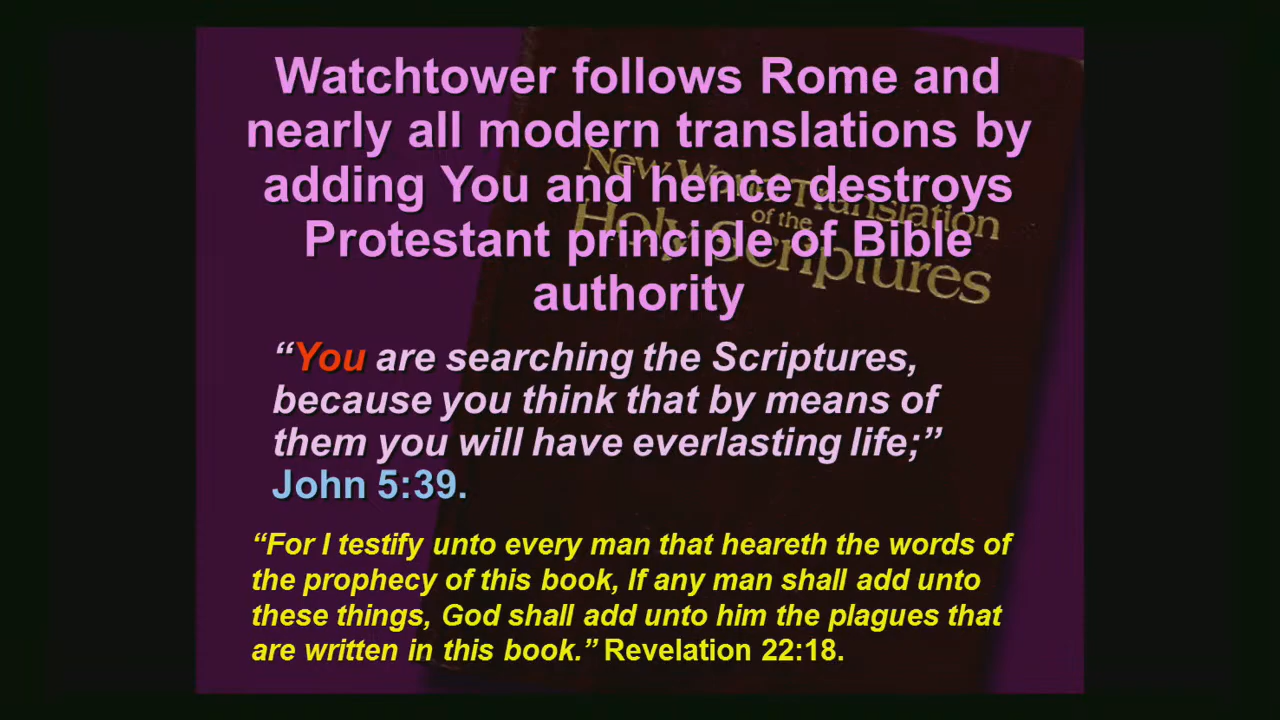 Watchtower follows Rome and
nearly all modern translations by
adding You and hence destroys
Protestant principle of Bible
authority
New World Translation
of the
Holy Scriptures
“You are searching the Scriptures,
because you think that by means of
them you will have everlasting life;”
John 5:39.
“For I testify unto every man that heareth the words of
the prophecy of this book, If any man shall add unto
these things, God shall add unto him the plagues that
are written in this book.” Revelation 22:18.